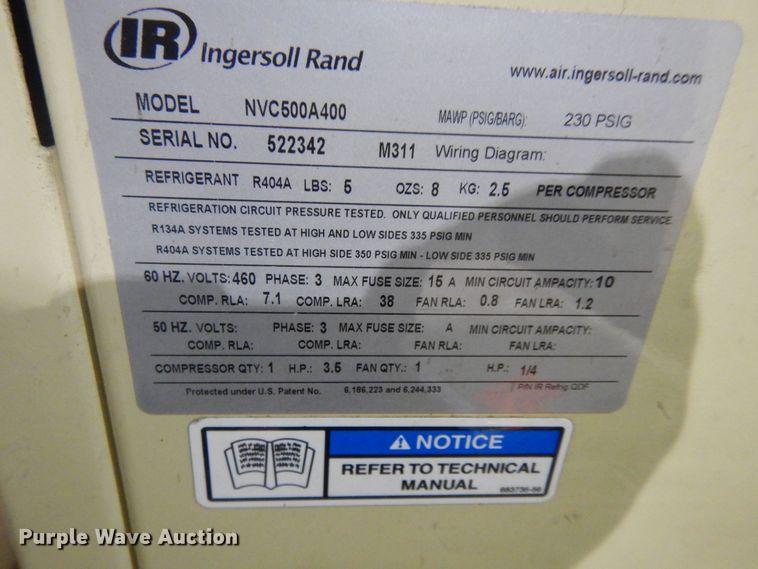 IR Ingersoll Rand
www.air.ingersoll-rand.com
MODEL NVC500A400 MAWP (PSIG/BARG): 230 PSIG
SERIAL NO. 522342 M311 Wiring Diagram:
REFRIGERANT R404A LBS: 5 OZS: 8 KG: 2.5 PER COMPRESSOR
REFRIGERATION CIRCUIT PRESSURE TESTED. ONLY QUALIFIED PERSONNEL SHOULD PERFORM SERVICE.
R134A SYSTEMS TESTED AT HIGH AND LOW SIDES 335 PSIG MIN
R404A SYSTEMS TESTED AT HIGH SIDE 350 PSIG MIN - LOW SIDE 335 PSIG MIN
60 HZ. VOLTS: 460 PHASE: 3 MAX FUSE SIZE: 15 A MIN CIRCUIT AMPACITY: 10
COMP. RLA: 7.1 COMP. LRA: 38 FAN RLA: 0.8 FAN LRA: 1.2
50 HZ. VOLTS: PHASE: 3 MAX FUSE SIZE: A MIN CIRCUIT AMPACITY:
COMP. RLA: COMP. LRA: FAN RLA: FAN LRA:
COMPRESSOR QTY: 1 H.P.: 3.5 FAN QTY.: 1 H.P.: 1/4
Protected under U.S. Patent No. 6,186,223 and 6,244,333 P/N IR Refrig QDF
NOTICE
REFER TO TECHNICAL
MANUAL
Purple Wave Auction